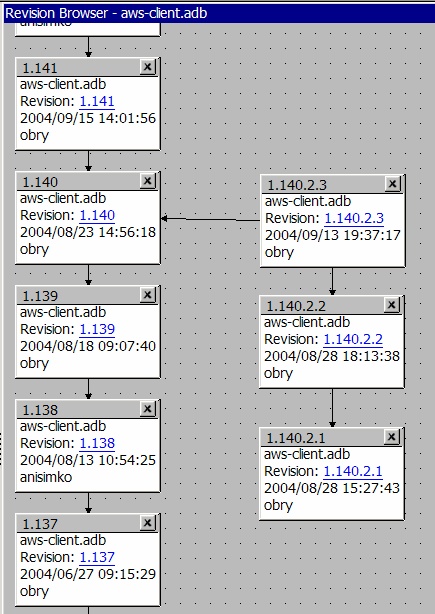 Revision Browser - aws-client.adb
anisimko
1.141
aws-client.adb
Revision: 1.141
2004/09/15 14:01:56
obry
1.140
aws-client.adb
Revision: 1.140
2004/08/23 14:56:18
obry
1.140.2.3
aws-client.adb
Revision: 1.140.2.3
2004/09/13 19:37:17
obry
1.139
aws-client.adb
Revision: 1.139
2004/08/18 09:07:40
obry
1.140.2.2
aws-client.adb
Revision: 1.140.2.2
2004/08/28 18:13:38
obry
1.138
aws-client.adb
Revision: 1.138
2004/08/13 10:54:25
anisimko
1.140.2.1
aws-client.adb
Revision: 1.140.2.1
2004/08/28 15:27:43
obry
1.137
aws-client.adb
Revision: 1.137
2004/06/27 09:15:29
obry